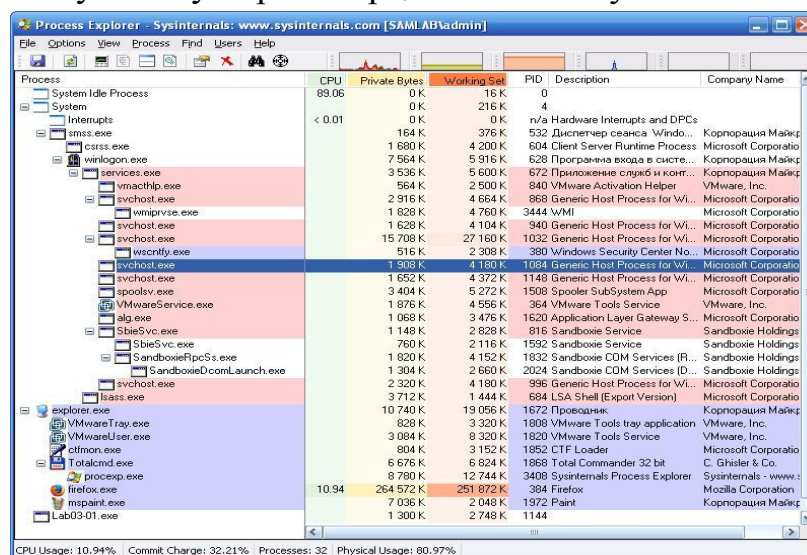 Process Explorer - Sysinternals: www.sysinternals.com [SAMLAB\admin]
File Options View Process Find Users Help
Process CPU Private Bytes Working Set PID Description Company Name
System Idle Process 89.06 0 K 16 K 0
System 0 K 216 K 4
Interrupts < 0.01 0 K 0 K n/a Hardware Interrupts and DPCs
smss.exe 164 K 376 K 532 Диспетчер сеанса Windo... Корпорация Майкр
csrss.exe 1 680 K 4 200 K 604 Client Server Runtime Process Microsoft Corporatio
winlogon.exe 7 564 K 5 916 K 628 Программа входа в систе... Корпорация Майкр
services.exe 3 536 K 5 600 K 672 Приложение служб и конт... Корпорация Майкр
vmacthlp.exe 564 K 2 500 K 840 VMware Activation Helper VMware, Inc.
svchost.exe 2 916 K 4 664 K 868 Generic Host Process for Wi... Microsoft Corporatio
wmiprvse.exe 1 828 K 4 760 K 3444 WMI Microsoft Corporatio
svchost.exe 1 628 K 4 104 K 940 Generic Host Process for Wi... Microsoft Corporatio
svchost.exe 15 708 K 27 160 K 1032 Generic Host Process for Wi... Microsoft Corporatio
wscntfy.exe 516 K 2 308 K 380 Windows Security Center No... Microsoft Corporatio
svchost.exe 1 908 K 4 180 K 1084 Generic Host Process for Wi... Microsoft Corporatio
svchost.exe 1 652 K 4 372 K 1148 Generic Host Process for Wi... Microsoft Corporatio
spoolsv.exe 3 404 K 5 272 K 1508 Spooler SubSystem App Microsoft Corporatio
VMwareService.exe 1 876 K 4 556 K 364 VMware Tools Service VMware, Inc.
alg.exe 1 068 K 3 476 K 1620 Application Layer Gateway S... Microsoft Corporatio
SbieSvc.exe 1 148 K 2 828 K 816 Sandboxie Service Sandboxie Holdings
SbieSvc.exe 760 K 2 116 K 1592 Sandboxie Service Sandboxie Holdings
SandboxieRpcSs.exe 1 820 K 4 152 K 1832 Sandboxie COM Services (R... Sandboxie Holdings
SandboxieDcomLaunch.exe 1 304 K 2 660 K 2024 Sandboxie COM Services (D... Sandboxie Holdings
svchost.exe 2 320 K 4 180 K 996 Generic Host Process for Wi... Microsoft Corporatio
lsass.exe 3 712 K 1 444 K 684 LSA Shell (Export Version) Microsoft Corporatio
explorer.exe 10 740 K 19 056 K 1672 Проводник Корпорация Майкр
VMwareTray.exe 828 K 3 320 K 1808 VMware Tools tray application VMware, Inc.
VMwareUser.exe 3 084 K 8 320 K 1820 VMware Tools Service VMware, Inc.
ctfmon.exe 804 K 3 152 K 1852 CTF Loader Microsoft Corporatio
Totalcmd.exe 6 676 K 6 824 K 1868 Total Commander 32 bit C. Ghisler & Co.
procexp.exe 8 780 K 12 744 K 3408 Sysinternals Process Explorer Sysinternals - www.s
firefox.exe 10.94 264 572 K 251 872 K 384 Firefox Mozilla Corporation
mspaint.exe 7 036 K 2 048 K 1972 Paint Корпорация Майкр
Lab03-01.exe 1 300 K 2 748 K 1144
CPU Usage: 10.94% Commit Charge: 32.21% Processes: 32 Physical Usage: 80.97%